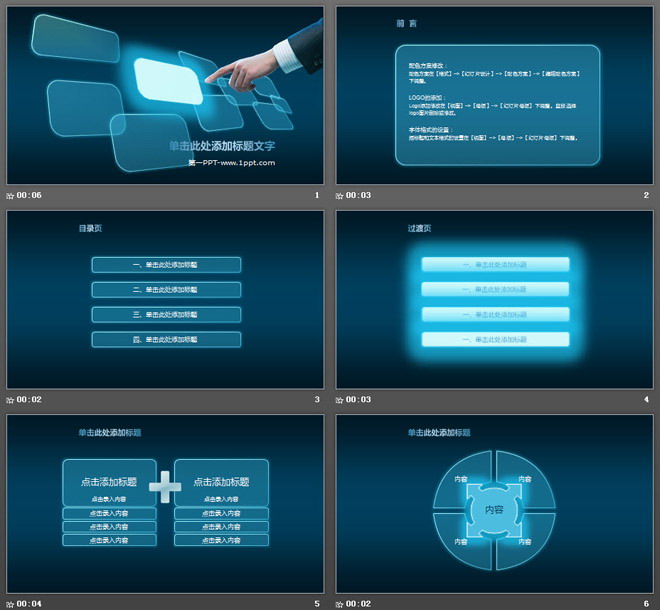 单击此处添加标题文字
第一PPT-www.1ppt.com
00:06
1
前 言
配色方案修改：
配色方案在【格式】-->【幻灯片设计】-->【配色方案】-->【编辑配色方案】
下调整。
LOGO的添加：
Logo添加修改在【视图】-->【母版】-->【幻灯片母版】下调整。直接选择
logo图片删除或修改。
字体格式的设置：
括标题和文本格式的设置在【视图】-->【母版】-->【幻灯片母版】下调整。
00:03
2
目录页
一、单击此处添加标题
二、单击此处添加标题
三、单击此处添加标题
四、单击此处添加标题
00:02
3
过渡页
一、单击此处添加标题
一、单击此处添加标题
一、单击此处添加标题
一、单击此处添加标题
00:03
4
单击此处添加标题
点击添加标题
点击录入内容
点击录入内容
点击录入内容
点击录入内容
点击添加标题
点击录入内容
点击录入内容
点击录入内容
点击录入内容
00:04
5
单击此处添加标题
内容
内容
内容
内容
内容
00:02
6